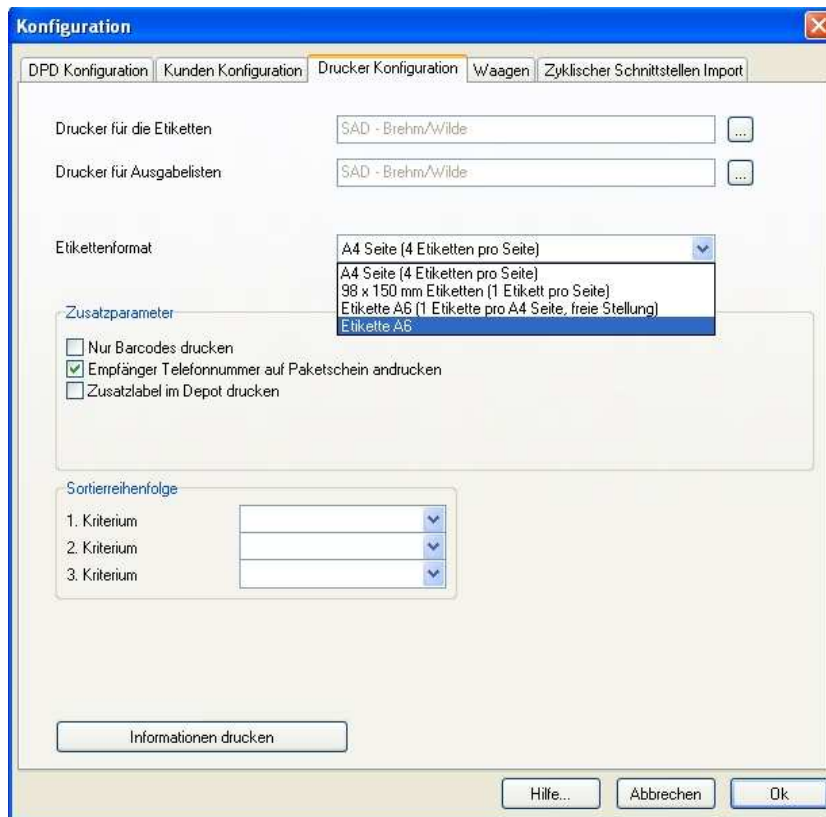 Konfiguration
DPD Konfiguration Kunden Konfiguration Drucker Konfiguration Waagen Zyklischer Schnittstellen Import
Drucker für die Etiketten SAD - Brehm/Wilde ...
Drucker für Ausgabelisten SAD - Brehm/Wilde ...
Etikettenformat A4 Seite (4 Etiketten pro Seite)
A4 Seite (4 Etiketten pro Seite)
98 x 150 mm Etiketten (1 Etikett pro Seite)
Etikette A6 (1 Etikette pro A4 Seite, freie Stellung)
Etikette A6
Zusatzparameter
Nur Barcodes drucken
Empfänger Telefonnummer auf Paketschein andrucken
Zusatzlabel im Depot drucken
Sortierreihenfolge
1. Kriterium
2. Kriterium
3. Kriterium
Informationen drucken
Hilfe... Abbrechen Ok